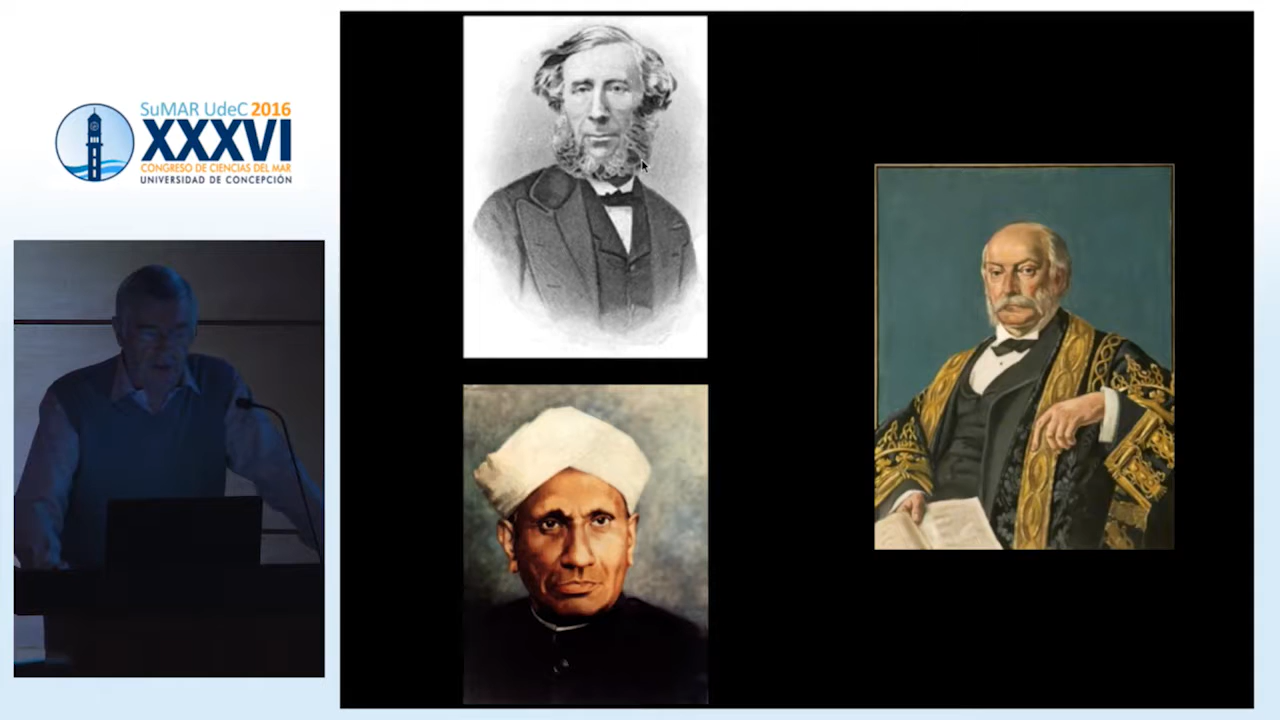 SuMAR UdeC 2016
XXXVI
CONGRESO DE CIENCIAS DEL MAR
UNIVERSIDAD DE CONCEPCIÓN